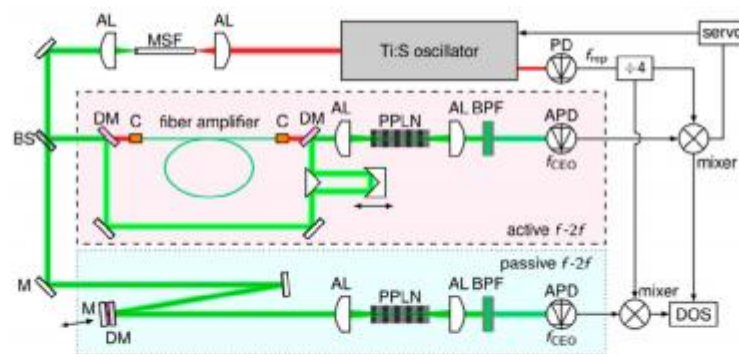 AL
MSF
AL
Ti:S oscillator
PD
f_rep
÷4
servo
BS
DM
C
fiber amplifier
C
DM
AL
PPLN
AL
BPF
APD
f_CEO
mixer
active f-2f
passive f-2f
M
M
DM
AL
PPLN
AL
BPF
APD
f_CEO
mixer
DOS